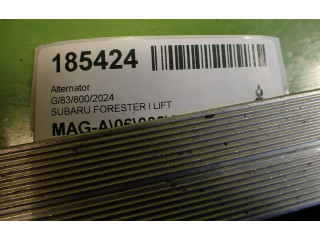 185424
Alternator
G/83/800/2024
SUBARU FORESTER I LIFT